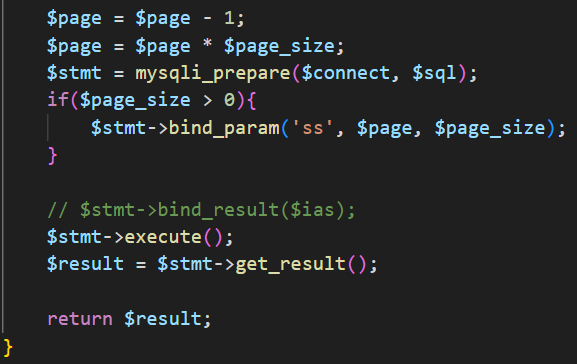 $page = $page - 1;
$page = $page * $page_size;
$stmt = mysqli_prepare($connect, $sql);
if($page_size > 0){
$stmt->bind_param('ss', $page, $page_size);
}
// $stmt->bind_result($ias);
$stmt->execute();
$result = $stmt->get_result();
return $result;
}